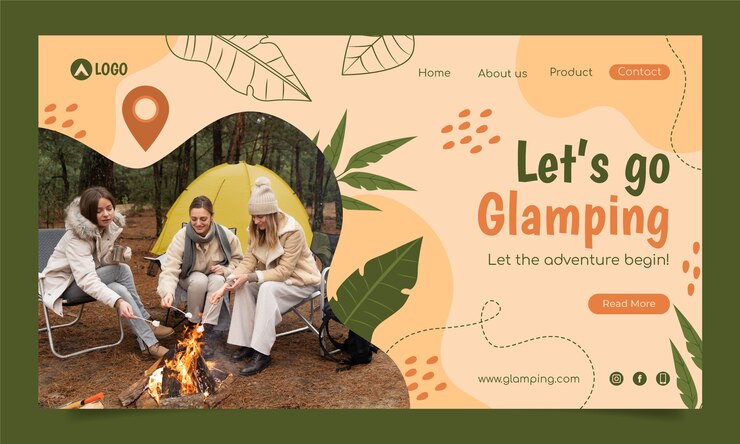 LOGO
Home
About us
Product
Contact
Let's go
Glamping
Let the adventure begin!
Read More
www.glamping.com